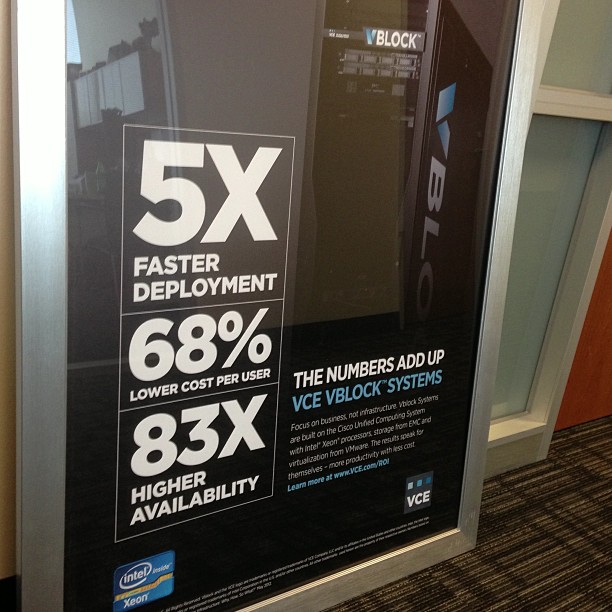 VBLOCK™
VBLO
5X
FASTER
DEPLOYMENT
68%
LOWER COST PER USER
83X
HIGHER
AVAILABILITY
THE NUMBERS ADD UP
VCE VBLOCK™ SYSTEMS
Focus on business, not infrastructure. Vblock Systems
are built on the Cisco Unified Computing System
with Intel® Xeon® processors, storage from EMC and
virtualization from VMware. The results speak for
themselves – more productivity with less cost.
Learn more at www.VCE.com/ROI
VCE
intel inside™
Xeon®